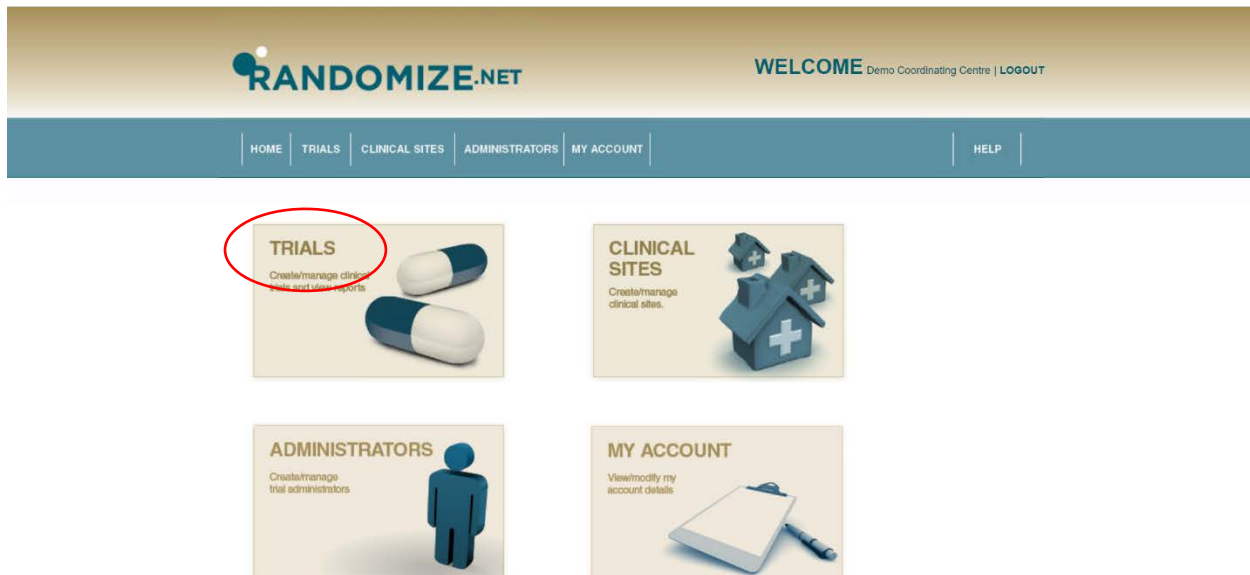 RANDOMIZE.NET
WELCOME Demo Coordinating Centre | LOGOUT
HOME TRIALS CLINICAL SITES ADMINISTRATORS MY ACCOUNT HELP
TRIALS
Create/manage clinical
trials and view reports
CLINICAL
SITES
Create/manage
clinical sites.
ADMINISTRATORS
Create/manage
trial administrators
MY ACCOUNT
View/modify my
account details